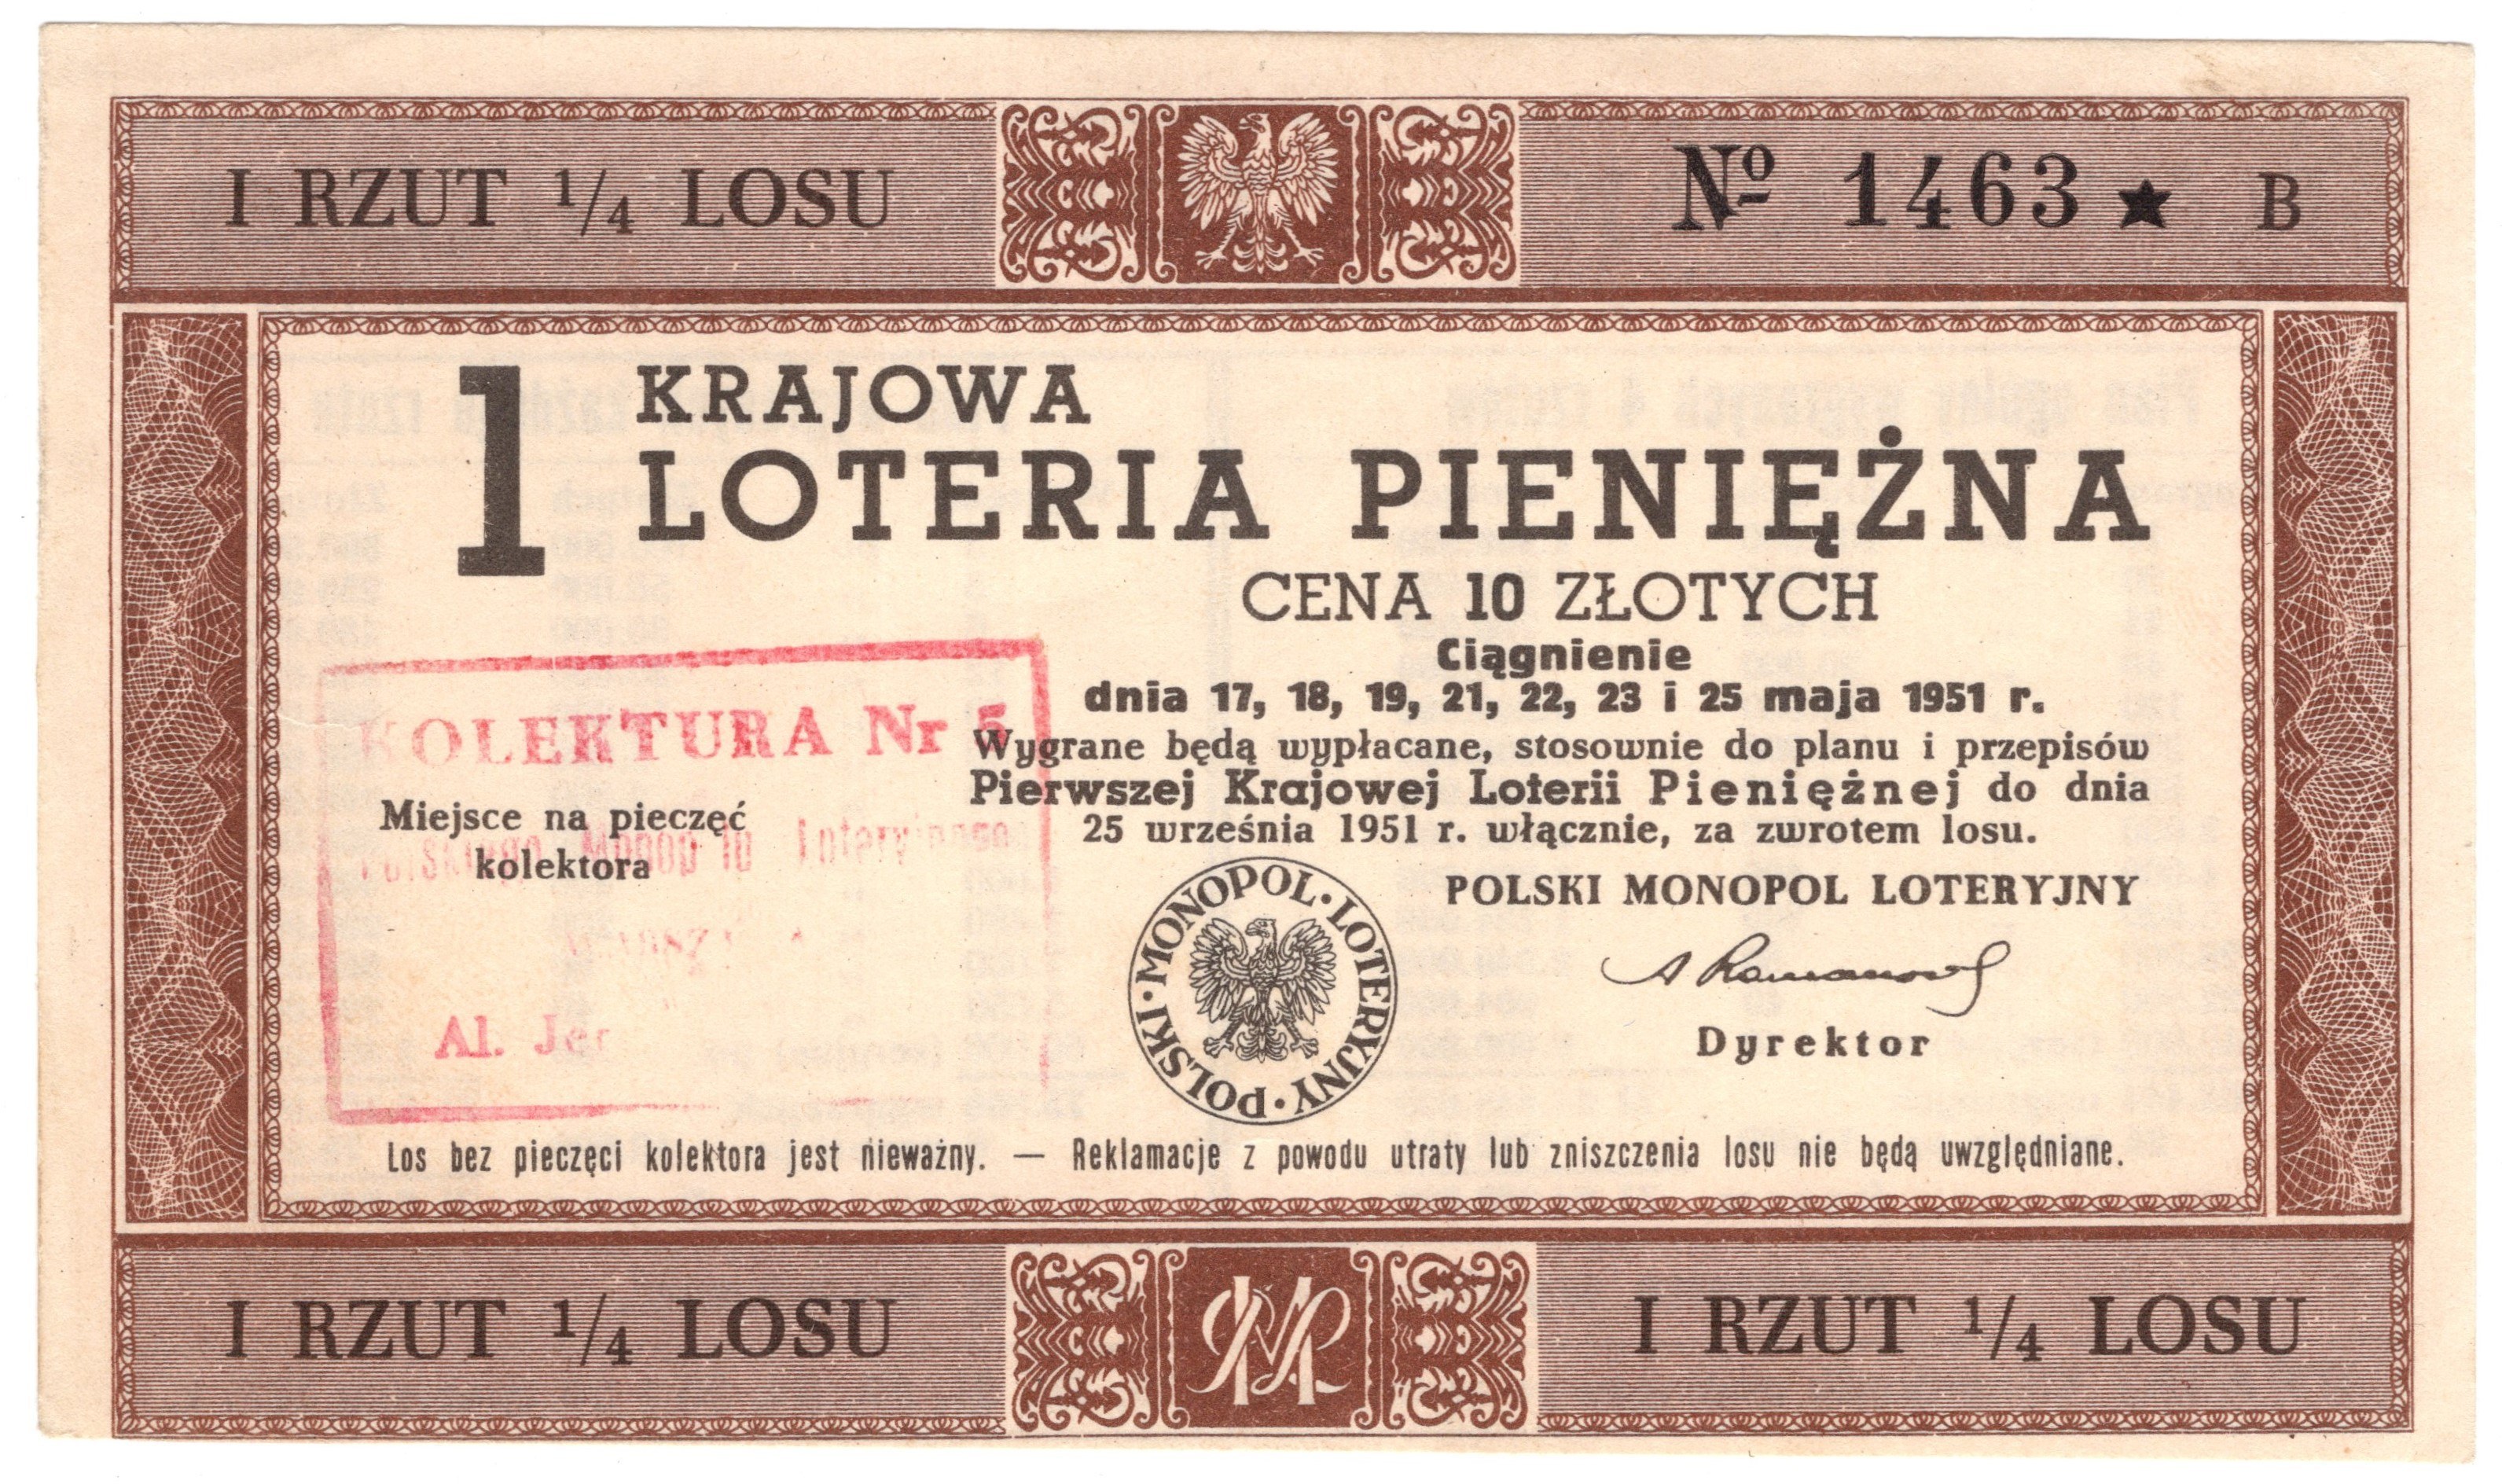 I RZUT 1/4 LOSU
Nº 1463 ★ B
1 KRAJOWA
LOTERIA PIENIĘŻNA
CENA 10 ZŁOTYCH
Ciągnienie
dnia 17, 18, 19, 21, 22, 23 i 25 maja 1951 r.
Wygrane będą wypłacane, stosownie do planu i przepisów
Pierwszej Krajowej Loterii Pieniężnej do dnia
25 września 1951 r. włącznie, za zwrotem losu.
KOLEKTURA Nr 5
Miejsce na pieczęć
kolektora
Al.
POLSKI · MONOPOL · LOTERYJNY ·
POLSKI MONOPOL LOTERYJNY
Dyrektor
Los bez pieczęci kolektora jest nieważny. — Reklamacje z powodu utraty lub zniszczenia losu nie będą uwzględniane.
I RZUT 1/4 LOSU
I RZUT 1/4 LOSU